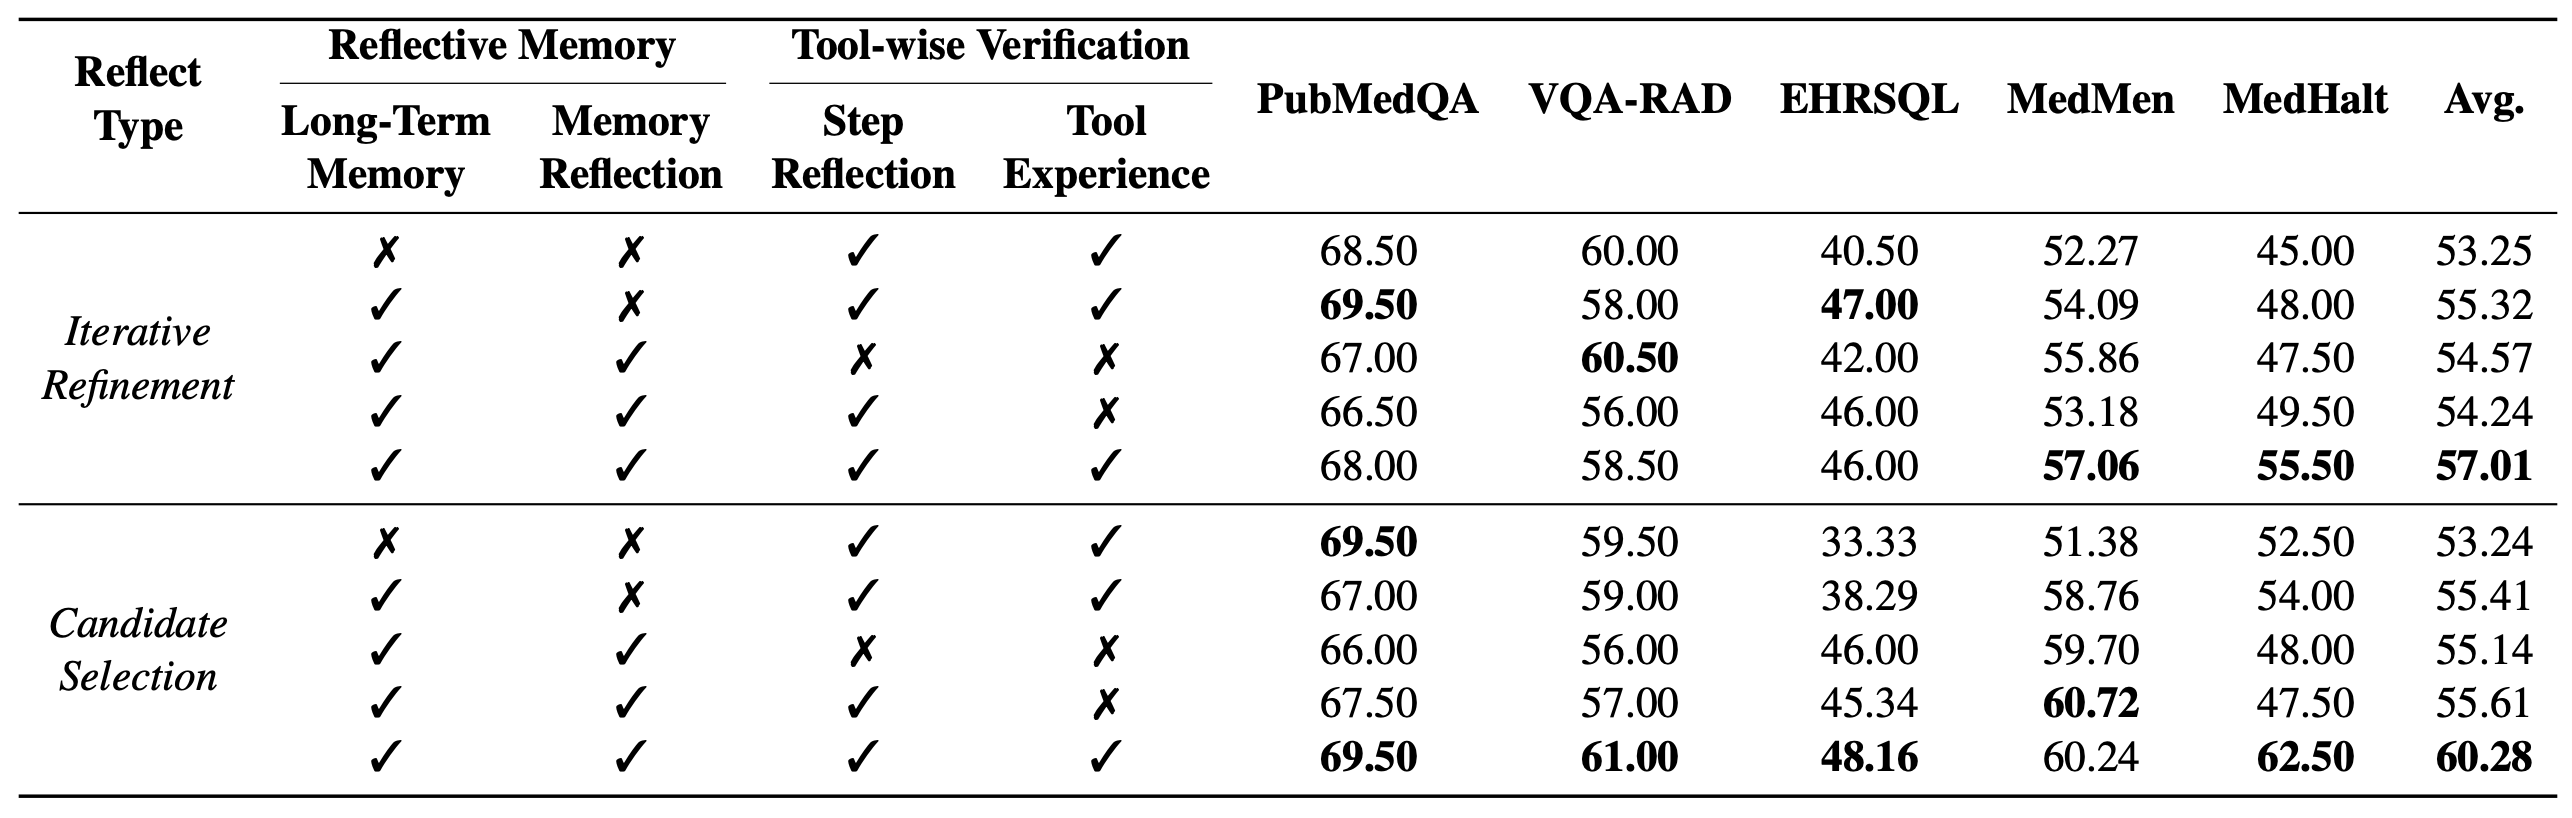 Reflect Type | Reflective Memory | Tool-wise Verification | PubMedQA | VQA-RAD | EHRSQL | MedMen | MedHalt | Avg.
Long-Term Memory | Memory Reflection | Step Reflection | Tool Experience
Iterative Refinement
✗ ✗ ✓ ✓ 68.50 60.00 40.50 52.27 45.00 53.25
✓ ✗ ✓ ✓ 69.50 58.00 47.00 54.09 48.00 55.32
✓ ✓ ✗ ✗ 67.00 60.50 42.00 55.86 47.50 54.57
✓ ✓ ✓ ✗ 66.50 56.00 46.00 53.18 49.50 54.24
✓ ✓ ✓ ✓ 68.00 58.50 46.00 57.06 55.50 57.01
Candidate Selection
✗ ✗ ✓ ✓ 69.50 59.50 33.33 51.38 52.50 53.24
✓ ✗ ✓ ✓ 67.00 59.00 38.29 58.76 54.00 55.41
✓ ✓ ✗ ✗ 66.00 56.00 46.00 59.70 48.00 55.14
✓ ✓ ✓ ✗ 67.50 57.00 45.34 60.72 47.50 55.61
✓ ✓ ✓ ✓ 69.50 61.00 48.16 60.24 62.50 60.28